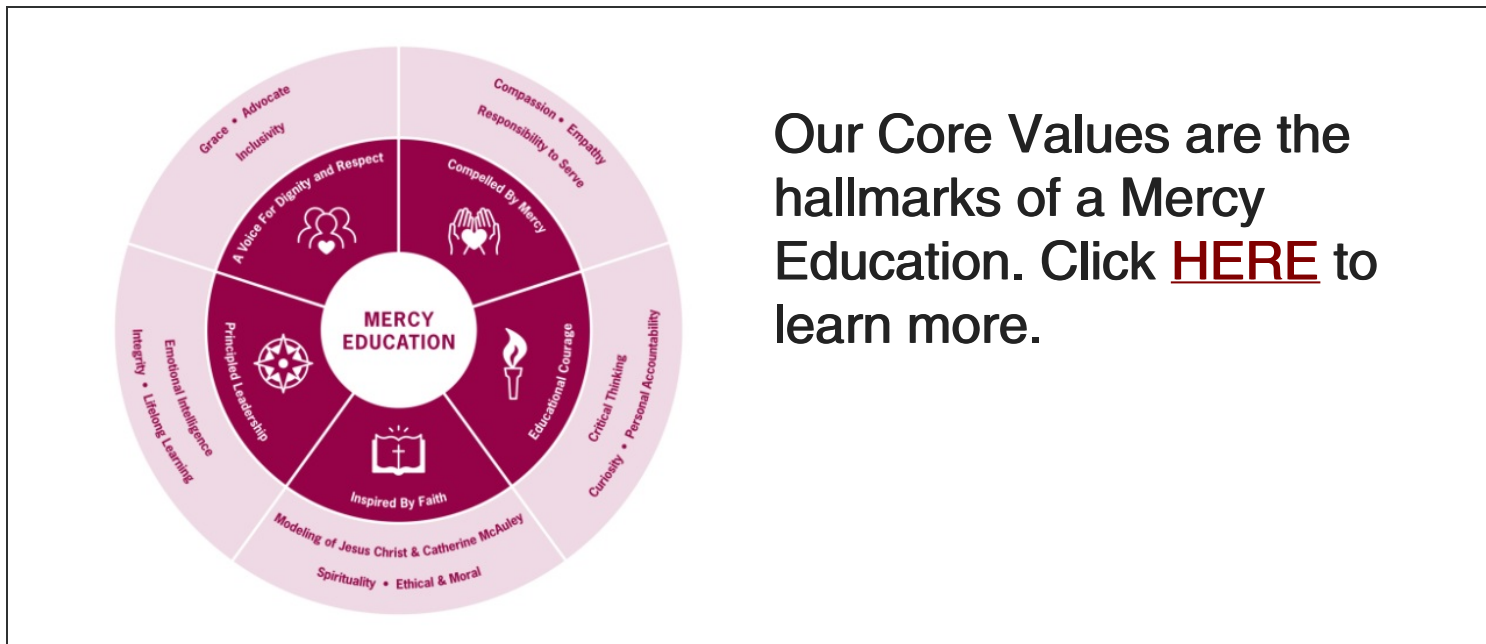 Grace • Advocate
Inclusivity
Compassion • Empathy
Responsibility to Serve
A Voice For Dignity and Respect
Compelled By Mercy
MERCY
EDUCATION
Principled Leadership
Emotional Intelligence
Integrity • Lifelong Learning
Educational Courage
Critical Thinking
Curiosity • Personal Accountability
Inspired By Faith
Modeling of Jesus Christ & Catherine McAuley
Spirituality • Ethical & Moral
Our Core Values are the
hallmarks of a Mercy
Education. Click HERE to
learn more.